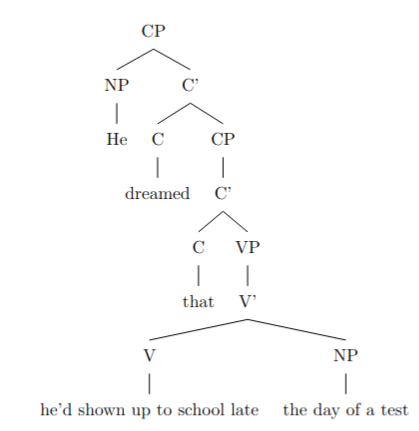 CP
NP C'
He C CP
dreamed C'
C VP
that V'
V NP
he'd shown up to school late the day of a test